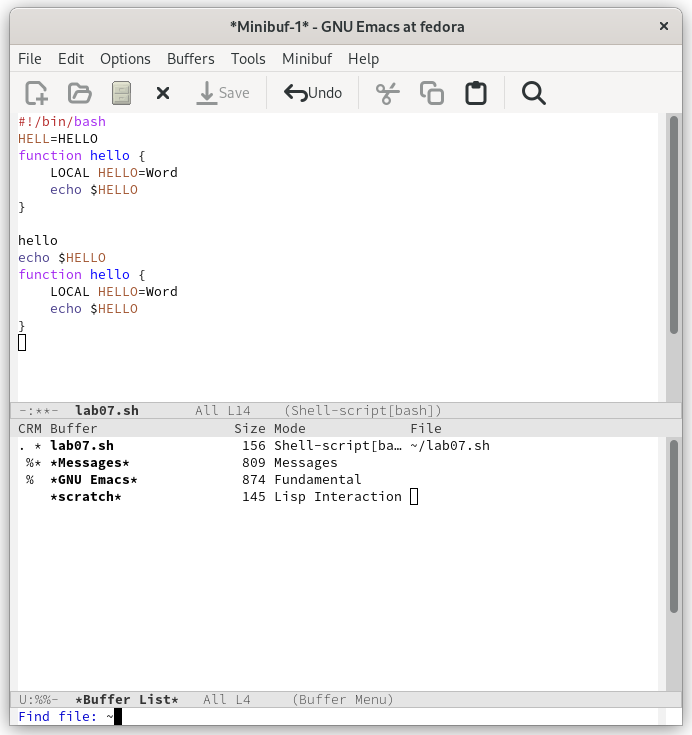 *Minibuf-1* - GNU Emacs at fedora ×
File Edit Options Buffers Tools Minibuf Help
Save Undo
#!/bin/bash
HELL=HELLO
function hello {
    LOCAL HELLO=Word
    echo $HELLO
}
hello
echo $HELLO
function hello {
    LOCAL HELLO=Word
    echo $HELLO
}
-:**-  lab07.sh       All L14    (Shell-script[bash])
CRM Buffer                 Size Mode             File
. * lab07.sh                156 Shell-script[ba… ~/lab07.sh
 %* *Messages*              809 Messages
 %  *GNU Emacs*             874 Fundamental
    *scratch*               145 Lisp Interaction
U:%%-  *Buffer List*   All L4     (Buffer Menu)
Find file: ~